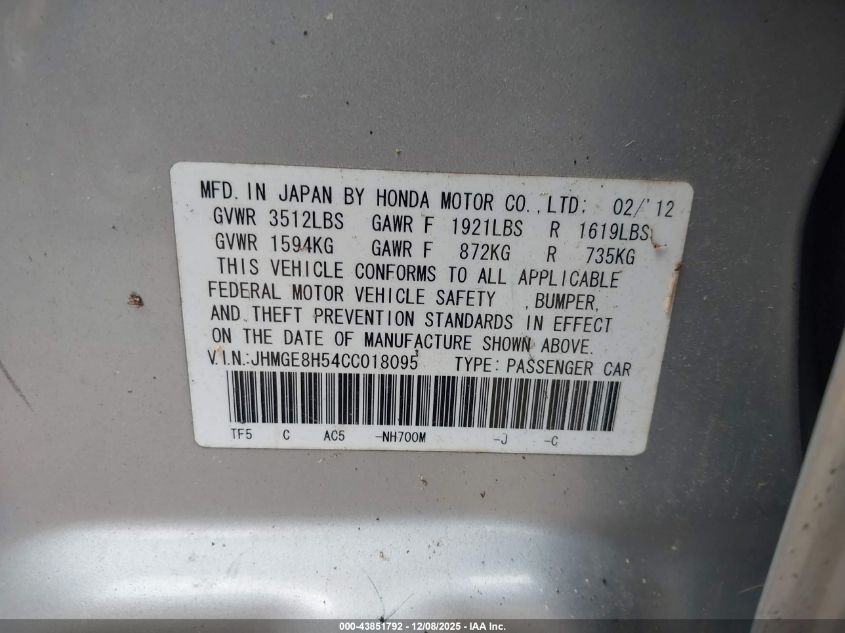 MFD. IN JAPAN BY HONDA MOTOR CO., LTD; 02/'12
GVWR 3512LBS GAWR F 1921LBS R 1619LBS
GVWR 1594KG GAWR F 872KG R 735KG
THIS VEHICLE CONFORMS TO ALL APPLICABLE
FEDERAL MOTOR VEHICLE SAFETY , BUMPER,
AND THEFT PREVENTION STANDARDS IN EFFECT
ON THE DATE OF MANUFACTURE SHOWN ABOVE.
V.I.N.:JHMGE8H54CC018095 TYPE: PASSENGER CAR
TF5 C AC5 -NH700M -J -C
000-43851792 - 12/08/2025 - IAA Inc.